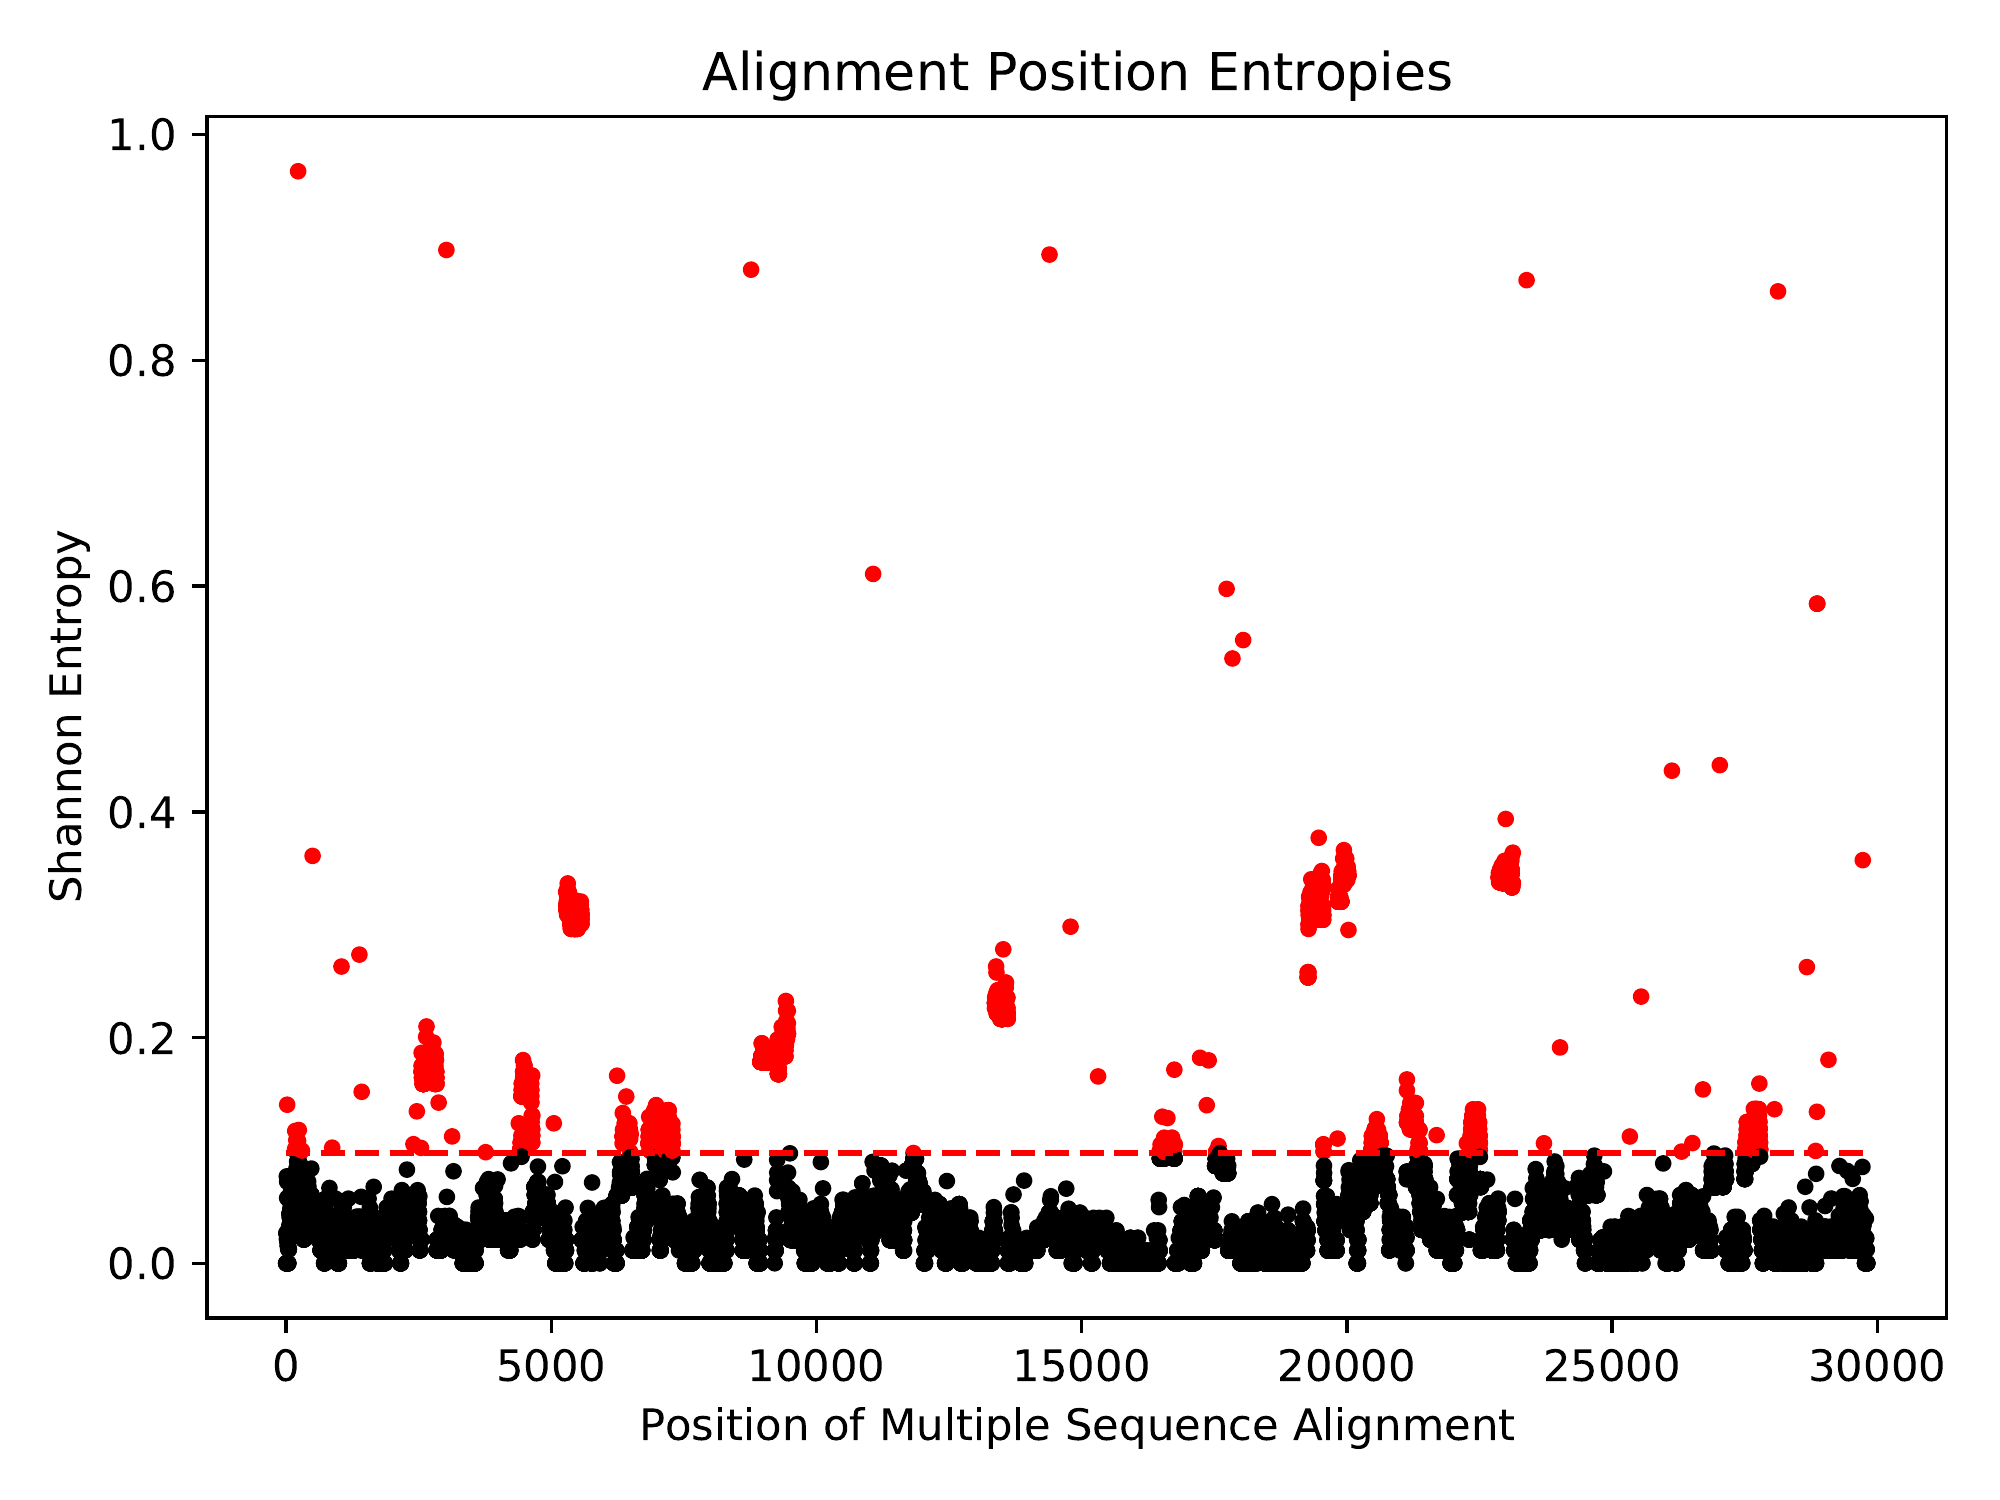 Alignment Position Entropies
1.0
0.8
0.6
0.4
0.2
0.0
Shannon Entropy
0 5000 10000 15000 20000 25000 30000
Position of Multiple Sequence Alignment